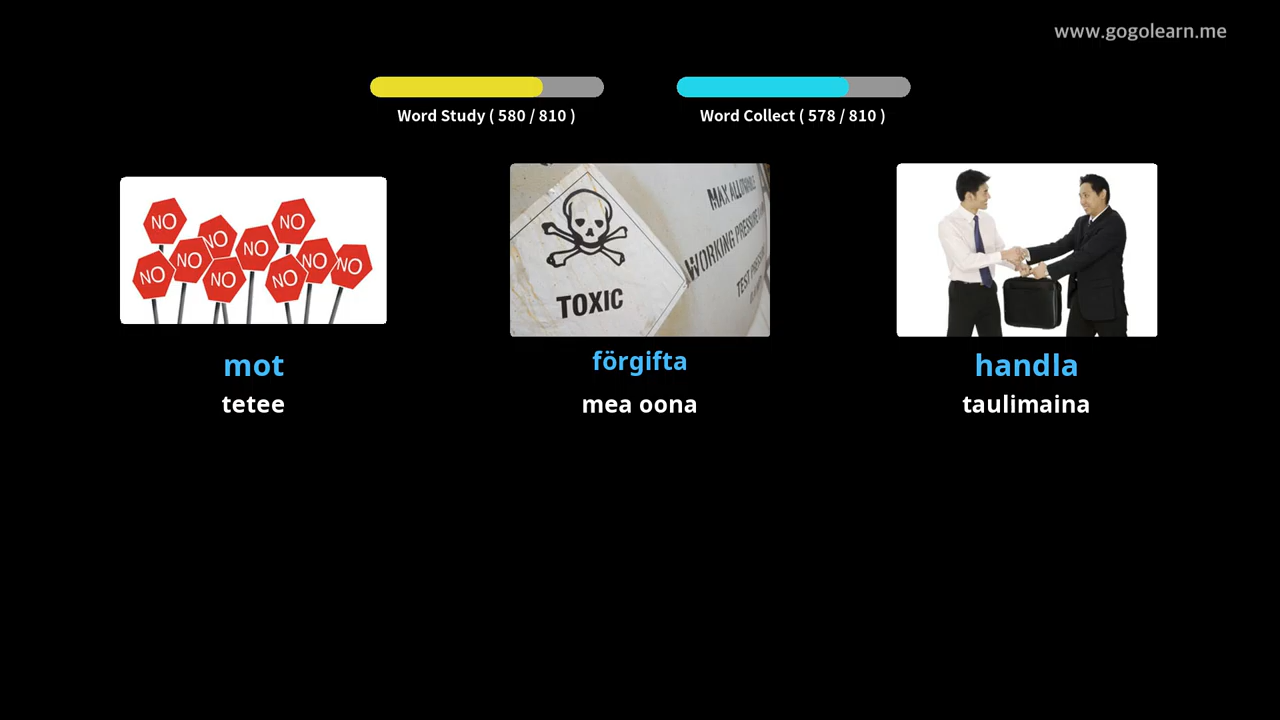 www.gogolearn.me
Word Study ( 580 / 810 )
Word Collect ( 578 / 810 )
NO
NO
NO
NO
NO
NO
NO
NO
NO
NO
TOXIC
MAX ALLOWABLE
WORKING PRESSURE
TEST
mot
förgifta
handla
tetee
mea oona
taulimaina